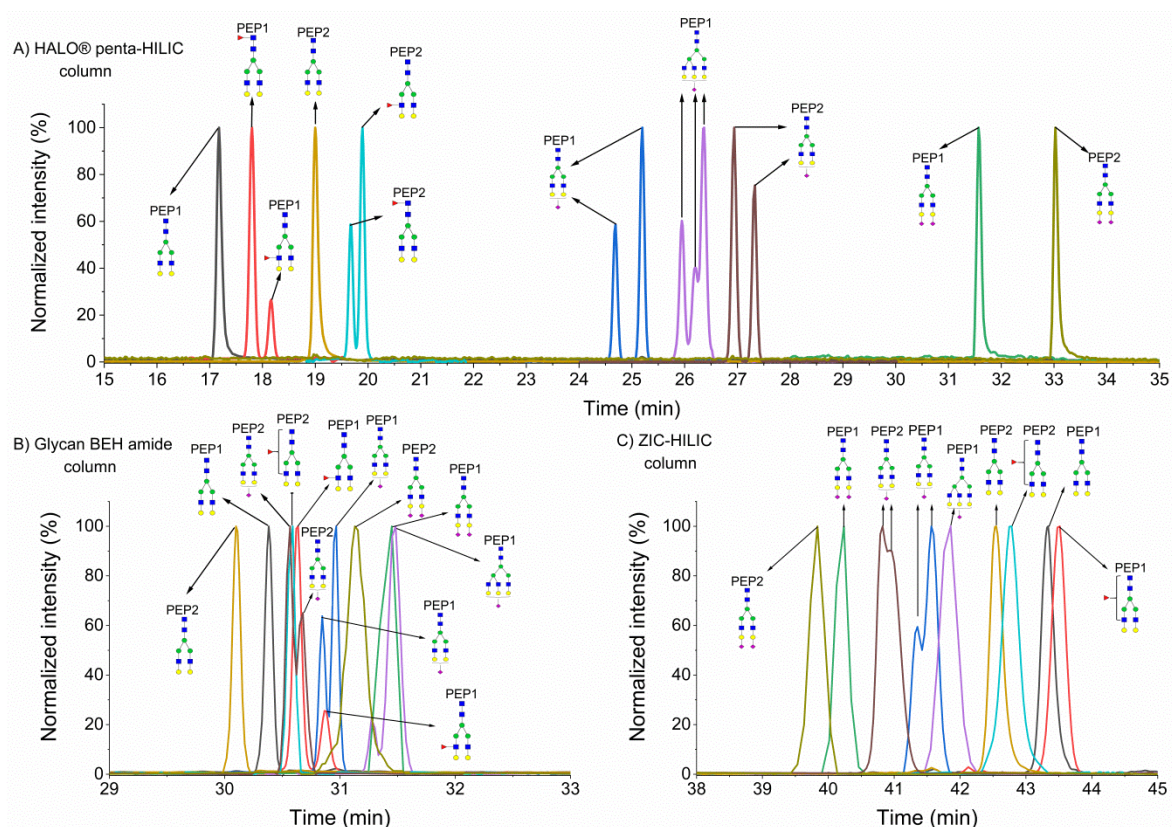 A) HALO® penta-HILIC
column
PEP1
PEP1
PEP1
PEP2
PEP2
PEP2
PEP1
PEP1
PEP2
PEP1
PEP2
Normalized intensity (%)
100
80
60
40
20
0
15 16 17 18 19 20 21 22 23 24 25 26 27 28 29 30 31 32 33 34 35
Time (min)
B) Glycan BEH amide
column
PEP2
PEP1
PEP2
PEP2
PEP1
PEP1
PEP2
PEP2
PEP1
PEP1
PEP1
PEP1
Normalized intensity (%)
100
80
60
40
20
0
29 30 31 32 33
Time (min)
C) ZIC-HILIC
column
PEP2
PEP1
PEP2
PEP1
PEP1
PEP2
PEP2
PEP1
PEP1
Normalized intensity (%)
100
80
60
40
20
0
38 39 40 41 42 43 44 45
Time (min)